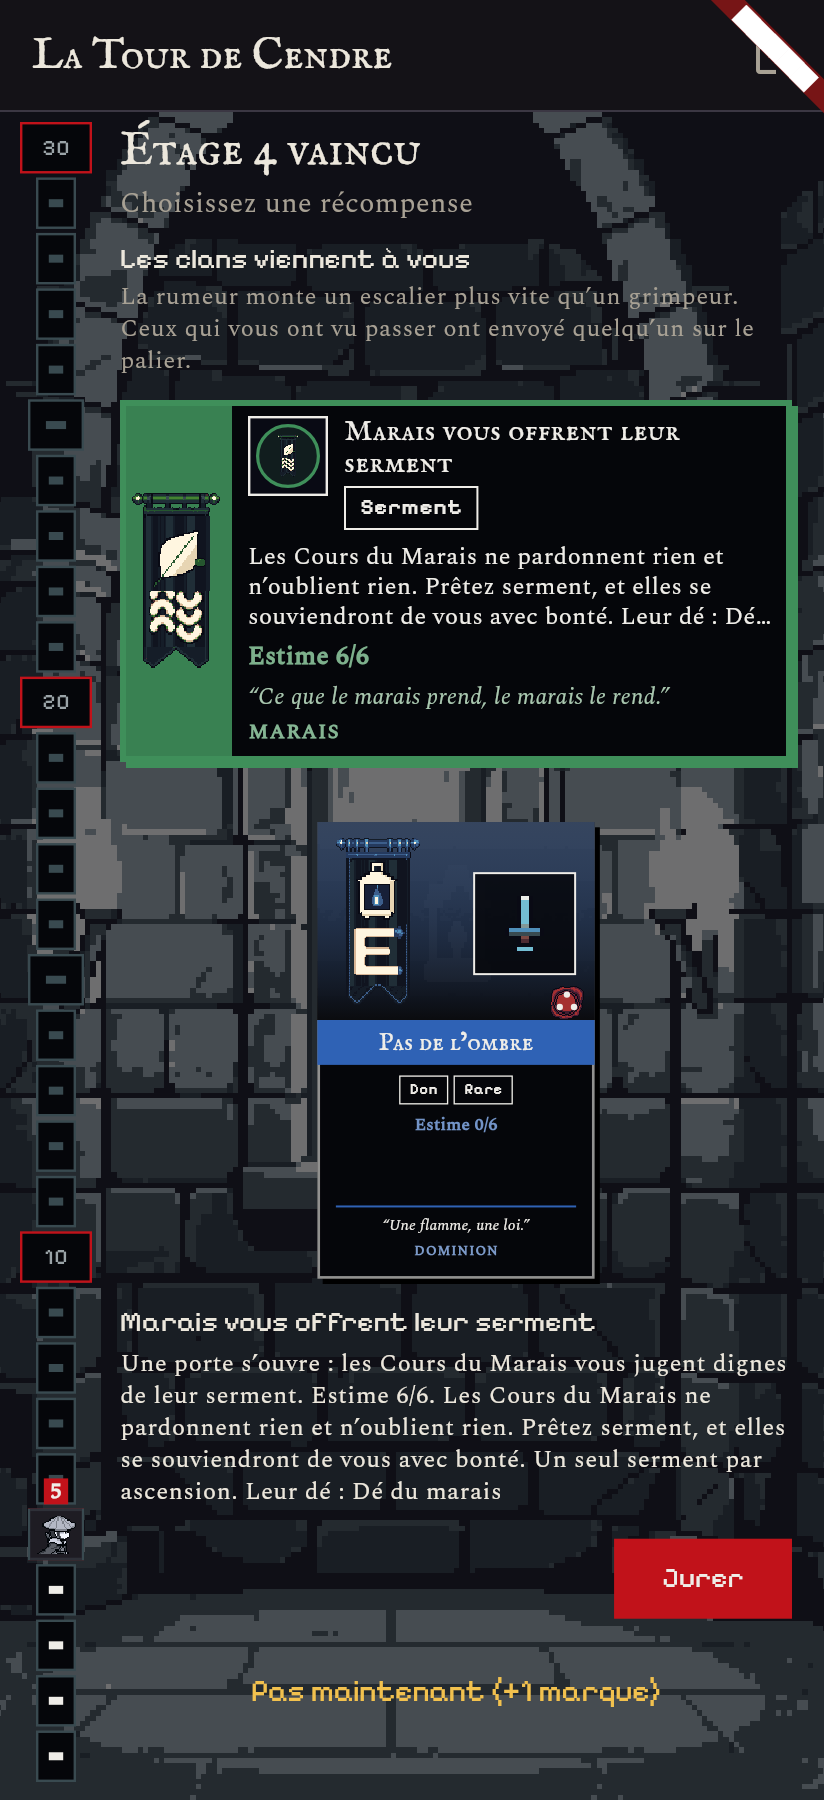 La Tour de Cendre
30
Étage 4 vaincu
Choisissez une récompense
Les clans viennent à vous
La rumeur monte un escalier plus vite qu’un grimpeur.
Ceux qui vous ont vu passer ont envoyé quelqu’un sur le
palier.
Marais vous offrent leur
serment
Serment
Les Cours du Marais ne pardonnent rien et
n’oublient rien. Prêtez serment, et elles se
souviendront de vous avec bonté. Leur dé : Dé…
Estime 6/6
“Ce que le marais prend, le marais le rend.”
MARAIS
20
E
Pas de l’ombre
Don
Rare
Estime 0/6
“Une flamme, une loi.”
DOMINION
10
Marais vous offrent leur serment
Une porte s’ouvre : les Cours du Marais vous jugent dignes
de leur serment. Estime 6/6. Les Cours du Marais ne
pardonnent rien et n’oublient rien. Prêtez serment, et elles
se souviendront de vous avec bonté. Un seul serment par
ascension. Leur dé : Dé du marais
5
Jurer
Pas maintenant (+1 marque)